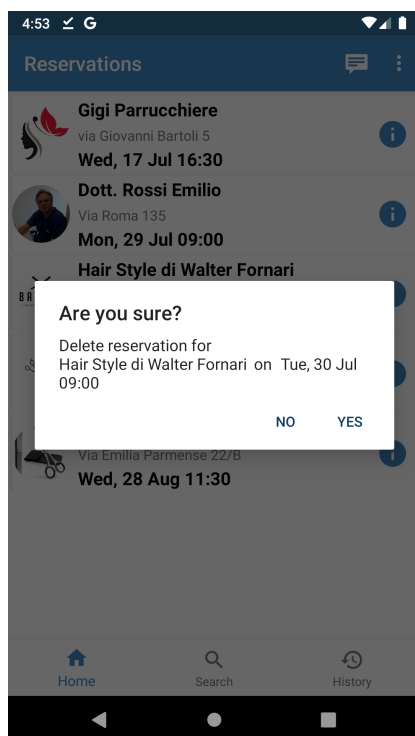 4:53 G
Reservations
Gigi Parrucchiere
via Giovanni Bartoli 5
Wed, 17 Jul 16:30
Dott. Rossi Emilio
Via Roma 135
Mon, 29 Jul 09:00
Hair Style di Walter Fornari
Are you sure?
Delete reservation for
Hair Style di Walter Fornari on Tue, 30 Jul
09:00
NO YES
Via Emilia Parmense 22/B
Wed, 28 Aug 11:30
Home Search History